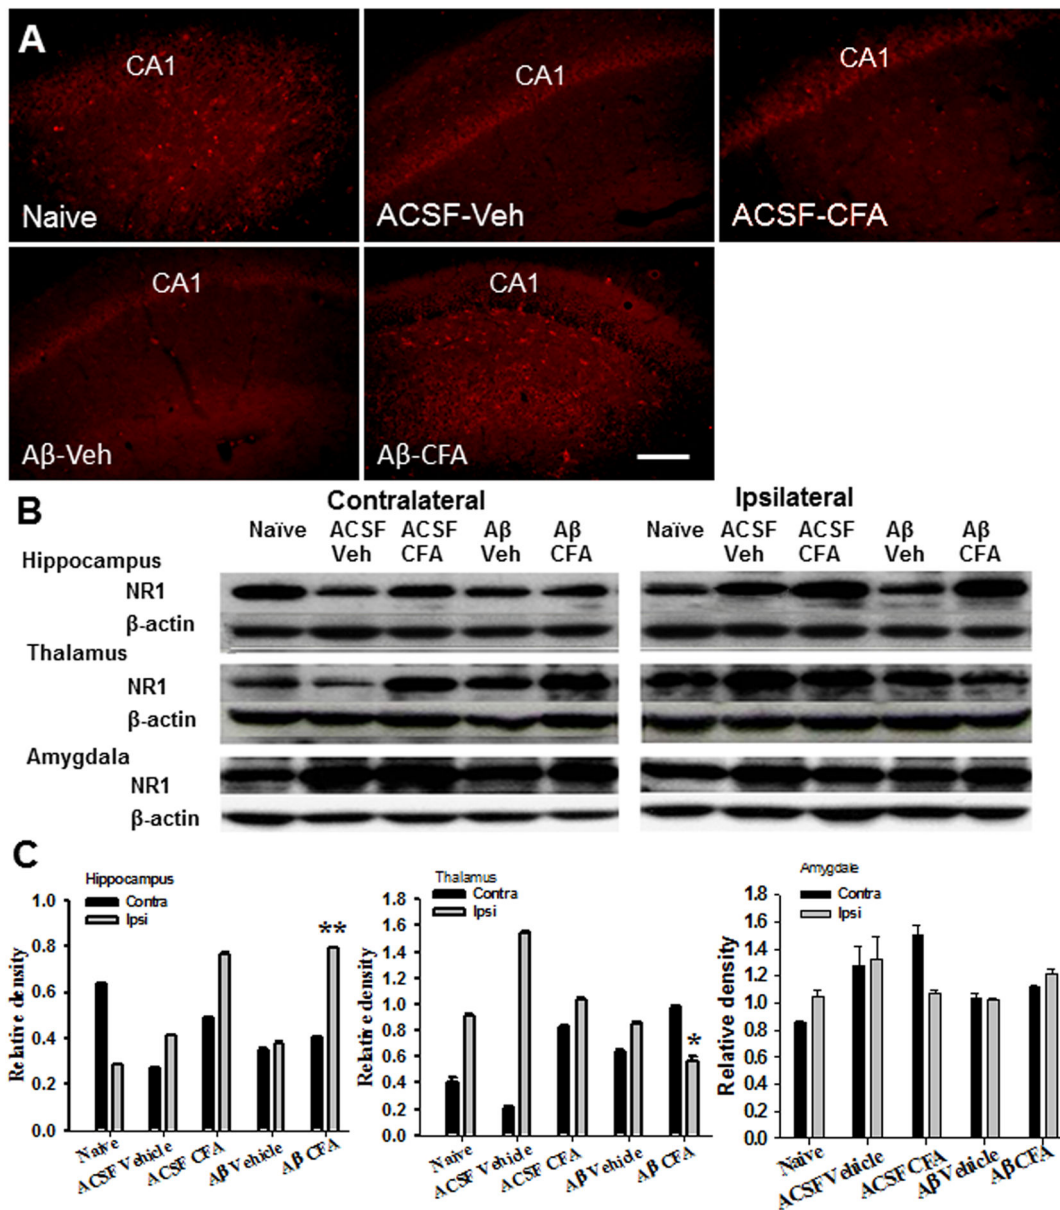 A
CA1
Naive
CA1
ACSF-Veh
CA1
ACSF-CFA
CA1
Aβ-Veh
CA1
Aβ-CFA
B
Contralateral
Ipsilateral
Naïve ACSF Veh ACSF CFA Aβ Veh Aβ CFA
Naïve ACSF Veh ACSF CFA Aβ Veh Aβ CFA
Hippocampus
NR1
β-actin
Thalamus
NR1
β-actin
Amygdala
NR1
β-actin
C
Hippocampus
Contra
Ipsi
Relative density
1.0
0.8
0.6
0.4
0.2
0.0
**
Naive
ACSF Vehicle
ACSF CFA
Aβ Vehicle
Aβ CFA
Thalamus
Contra
Ipsi
Relative density
1.8
1.6
1.4
1.2
1.0
0.8
0.6
0.4
0.2
0.0
*
Naive
ACSF Vehicle
ACSF CFA
Aβ Vehicle
Aβ CFA
Amygdale
Contra
Ipsi
Relative density
1.8
1.6
1.4
1.2
1.0
0.8
0.6
0.4
0.2
0.0
Naive
ACSF Vehicle
ACSF CFA
Aβ Vehicle
Aβ CFA